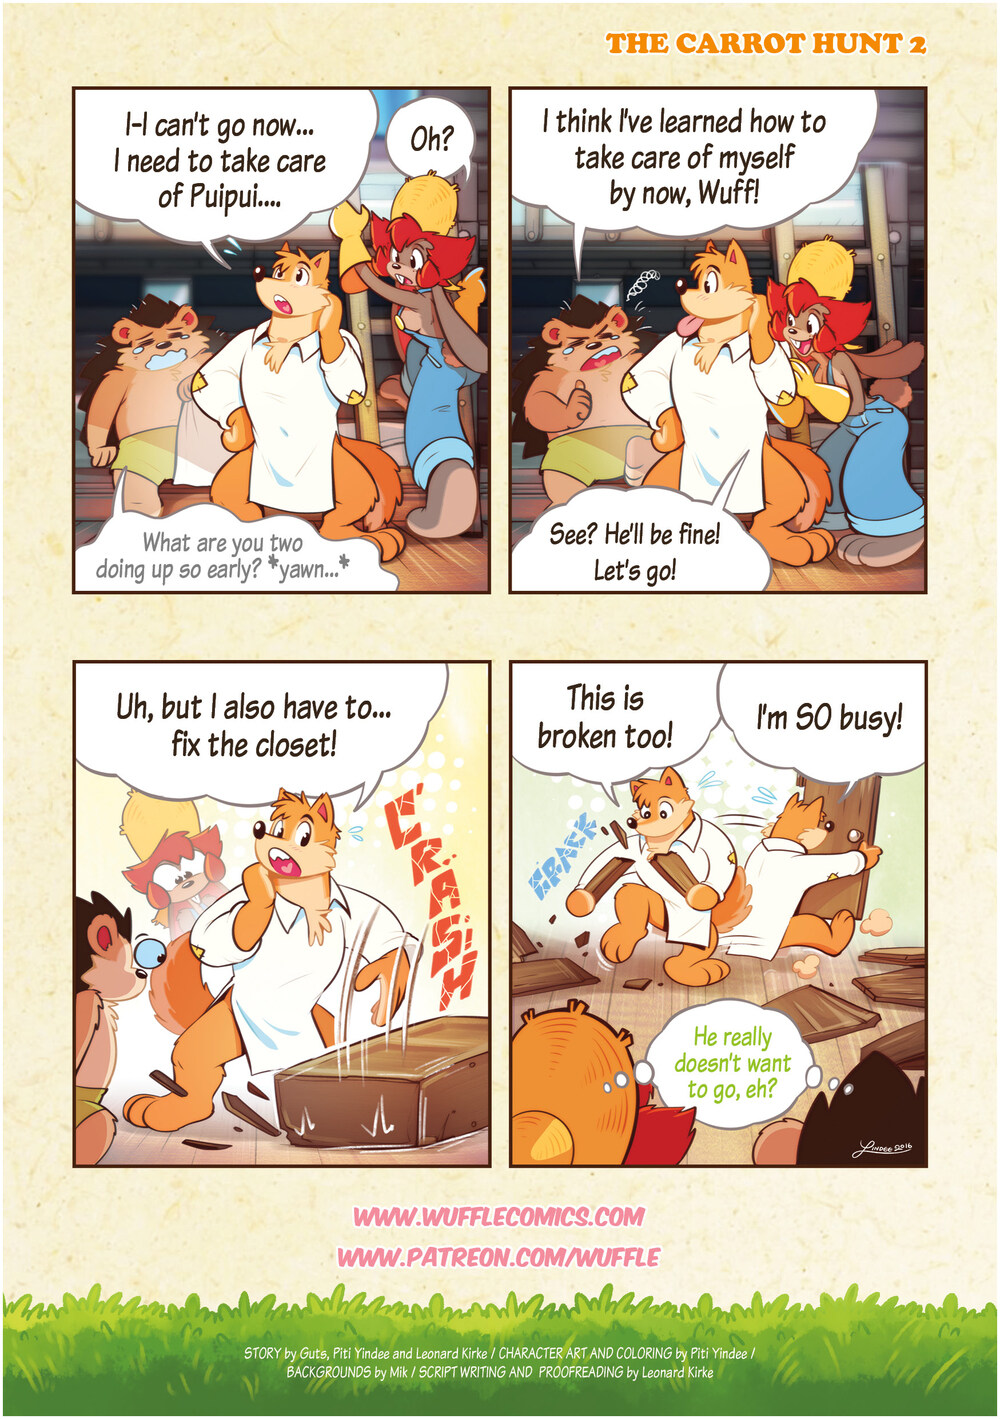 THE CARROT HUNT 2
I-I can't go now...
I need to take care
of Puipui....
Oh?
What are you two
doing up so early? *yawn...*
I think I've learned how to
take care of myself
by now, Wuff!
See? He'll be fine!
Let's go!
Uh, but I also have to...
fix the closet!
CRASH
This is
broken too!
I'm SO busy!
CRACK
He really
doesn't want
to go, eh?
YINDEE 2016
WWW.WUFFLECOMICS.COM
WWW.PATREON.COM/WUFFLE
STORY by Guts, Piti Yindee and Leonard Kirke / CHARACTER ART AND COLORING by Piti Yindee /
BACKGROUNDS by Mik / SCRIPT WRITING AND PROOFREADING by Leonard Kirke